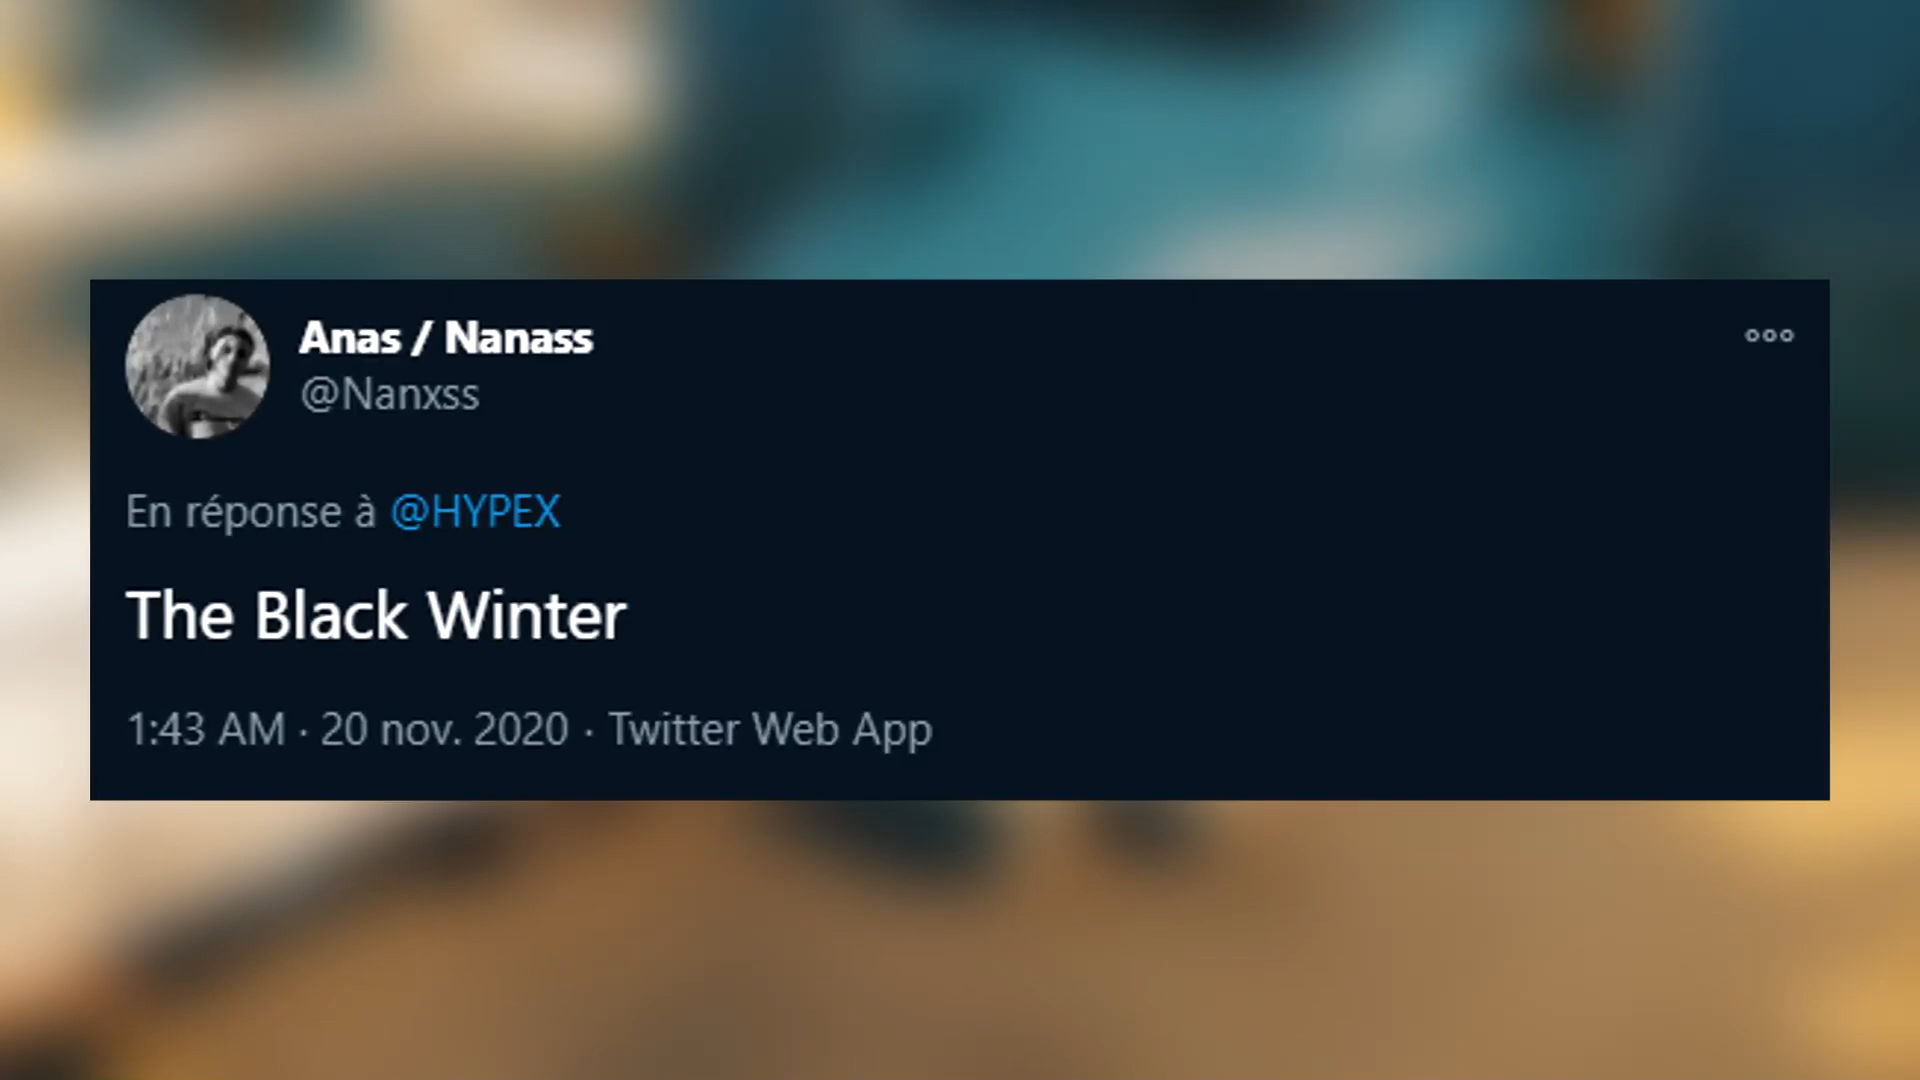 Anas / Nanass
@Nanxss
En réponse à @HYPEX
The Black Winter
1:43 AM · 20 nov. 2020 · Twitter Web App